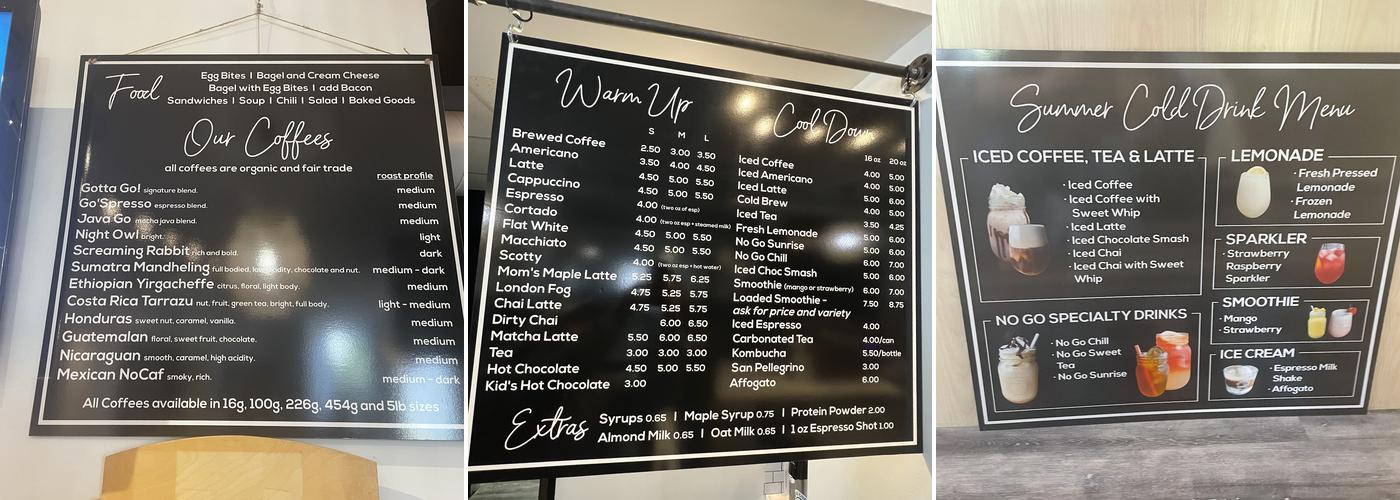 Food
Egg Bites | Bagel and Cream Cheese
Bagel with Egg Bites | add Bacon
Sandwiches | Soup | Chili | Salad | Baked Goods
Our Coffees
all coffees are organic and fair trade
roast profile
Gotta Go! signature blend. medium
Go'Spresso espresso blend. medium
Java Go mocha java blend. medium
Night Owl bright. light
Screaming Rabbit rich and bold. dark
Sumatra Mandheling full bodied, low acidity, chocolate and nut. medium - dark
Ethiopian Yirgacheffe citrus, floral, light body. medium
Costa Rica Tarrazu nut, fruit, green tea, bright, full body. light - medium
Honduras sweet nut, caramel, vanilla. medium
Guatemalan floral, sweet fruit, chocolate. medium
Nicaraguan smooth, caramel, high acidity. medium
Mexican NoCaf smoky, rich. medium - dark
All Coffees available in 16g, 100g, 226g, 454g and 5lb sizes
Warm Up
S M L
Brewed Coffee 2.50 3.00 3.50
Americano 3.50 4.00 4.50
Latte 4.50 5.00 5.50
Cappuccino 4.50 5.00 5.50
Espresso 4.00 (two oz of esp)
Cortado 4.00 (two oz esp + steamed milk)
Flat White 4.50 5.00 5.50
Macchiato 4.50 5.00 5.50
Scotty 4.00 (two oz esp + hot water)
Mom's Maple Latte 5.25 5.75 6.25
London Fog 4.75 5.25 5.75
Chai Latte 4.75 5.25 5.75
Dirty Chai 6.00 6.50
Matcha Latte 5.50 6.00 6.50
Tea 3.00 3.00 3.00
Hot Chocolate 4.50 5.00 5.50
Kid's Hot Chocolate 3.00
Cool Down
16 oz 20 oz
Iced Coffee 4.00 5.00
Iced Americano 4.00 5.00
Iced Latte 5.00 6.00
Cold Brew 4.00 5.00
Iced Tea 3.50 4.25
Fresh Lemonade 5.00 6.00
No Go Sunrise 5.00 6.00
No Go Chill 6.00 7.00
Iced Choc Smash 5.00 6.00
Smoothie (mango or strawberry) 6.00 7.00
Loaded Smoothie - 7.50 8.75
ask for price and variety
Iced Espresso 4.00
Carbonated Tea 4.00/can
Kombucha 5.50/bottle
San Pellegrino 3.00
Affogato 6.00
Extras
Syrups 0.65 | Maple Syrup 0.75 | Protein Powder 2.00
Almond Milk 0.65 | Oat Milk 0.65 | 1 oz Espresso Shot 1.00
Summer Cold Drink Menu
ICED COFFEE, TEA & LATTE
· Iced Coffee
· Iced Coffee with
Sweet Whip
· Iced Latte
· Iced Chocolate Smash
· Iced Chai
· Iced Chai with Sweet
Whip
NO GO SPECIALTY DRINKS
· No Go Chill
· No Go Sweet
Tea
· No Go Sunrise
LEMONADE
· Fresh Pressed
Lemonade
· Frozen
Lemonade
SPARKLER
· Strawberry
Raspberry
Sparkler
SMOOTHIE
· Mango
· Strawberry
ICE CREAM
· Espresso Milk
Shake
· Affogato